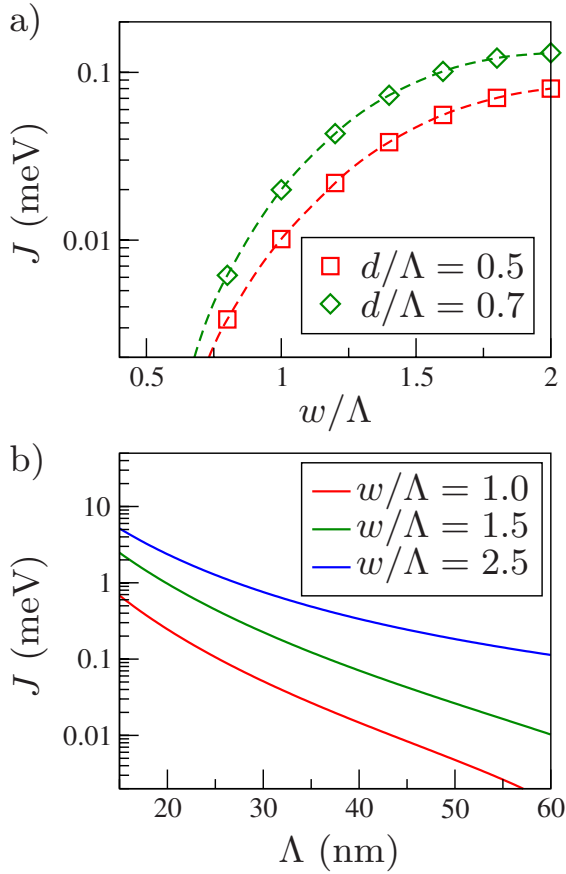 a)
0.1
0.01
J (meV)
d/Λ = 0.5
d/Λ = 0.7
0.5 1 1.5 2
w/Λ
b)
10
1
0.1
0.01
J (meV)
w/Λ = 1.0
w/Λ = 1.5
w/Λ = 2.5
20 30 40 50 60
Λ (nm)